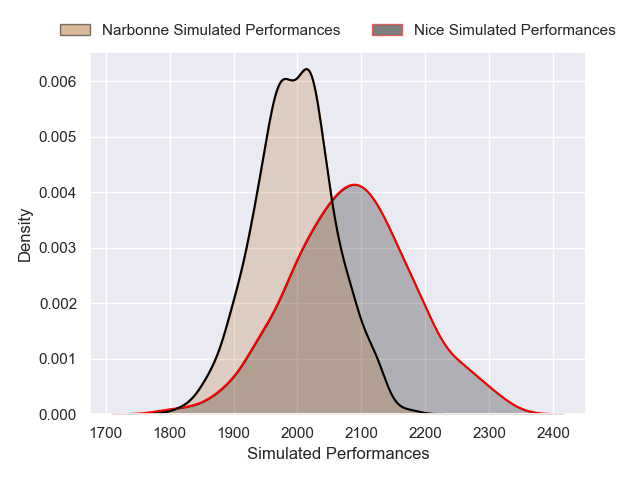 Narbonne Simulated Performances
Nice Simulated Performances
Density
0.006
0.005
0.004
0.003
0.002
0.001
0.000
1700 1800 1900 2000 2100 2200 2300 2400
Simulated Performances